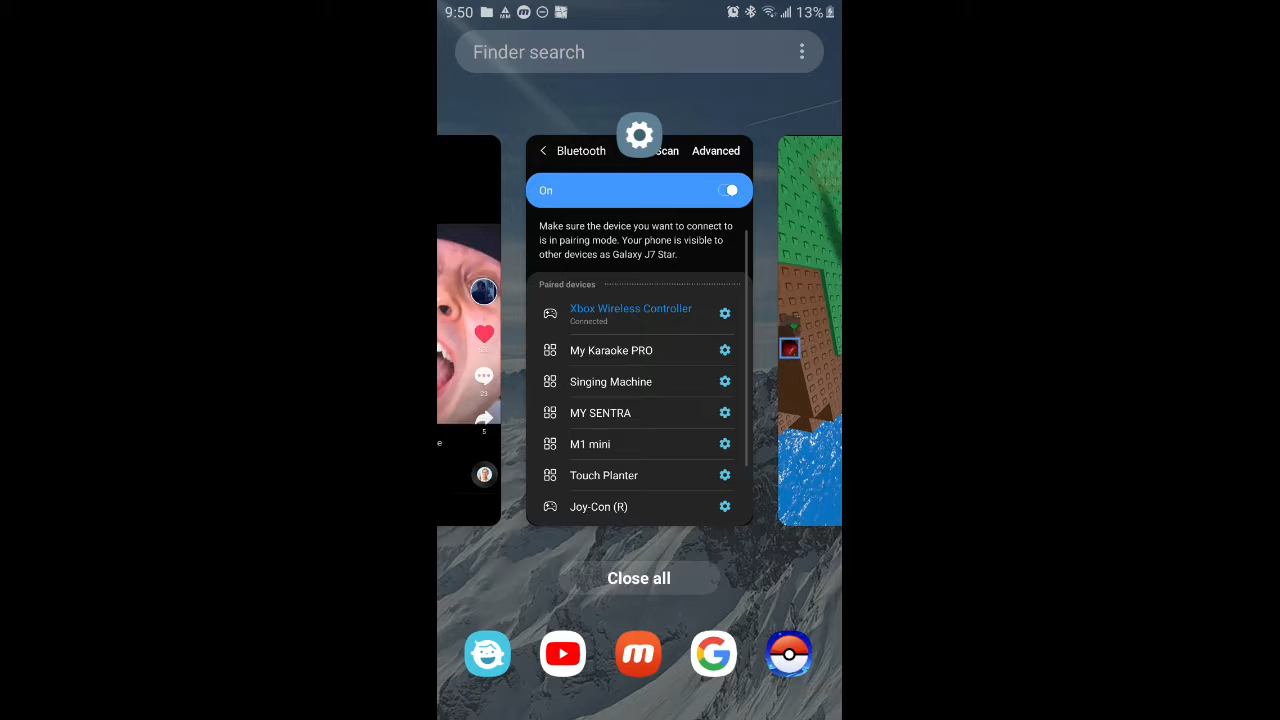 9:50
13%
Finder search
Bluetooth
Scan
Advanced
On
Make sure the device you want to connect to
is in pairing mode. Your phone is visible to
other devices as Galaxy J7 Star.
Paired devices
Xbox Wireless Controller
Connected
My Karaoke PRO
Singing Machine
MY SENTRA
M1 mini
Touch Planter
Joy-Con (R)
23
5
e
Close all